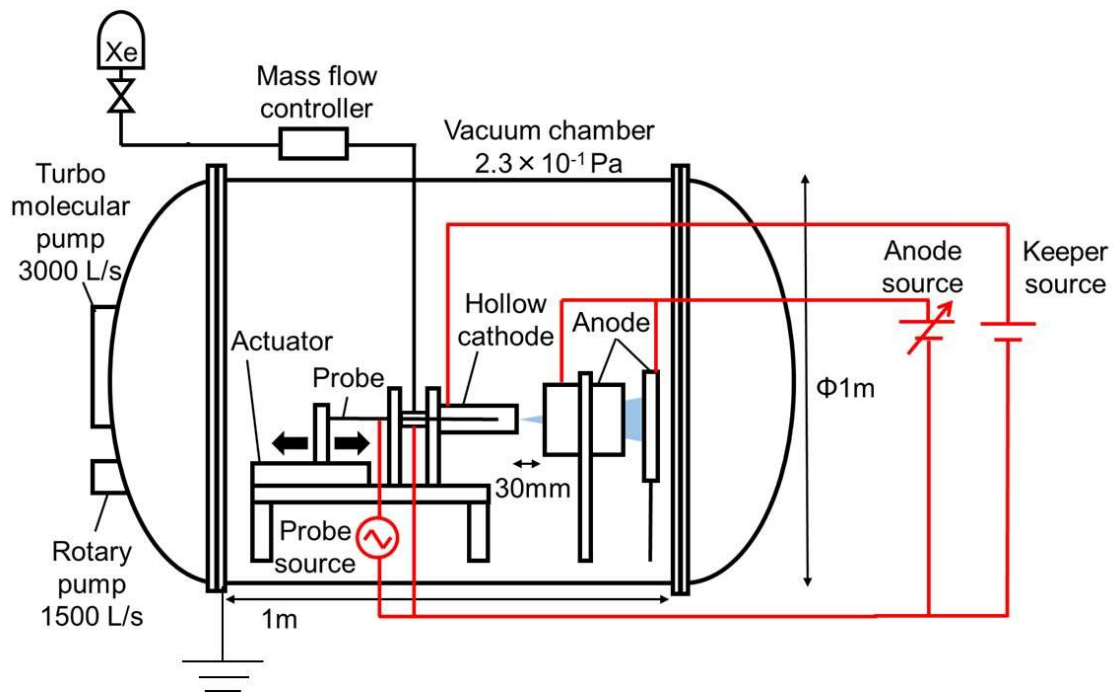 Xe
Mass flow
controller
Vacuum chamber
2.3 × 10⁻¹ Pa
Turbo
molecular
pump
3000 L/s
Anode
source
Keeper
source
Hollow
cathode
Anode
Actuator
Probe
Φ1m
30mm
Probe
source
Rotary
pump
1500 L/s
1m